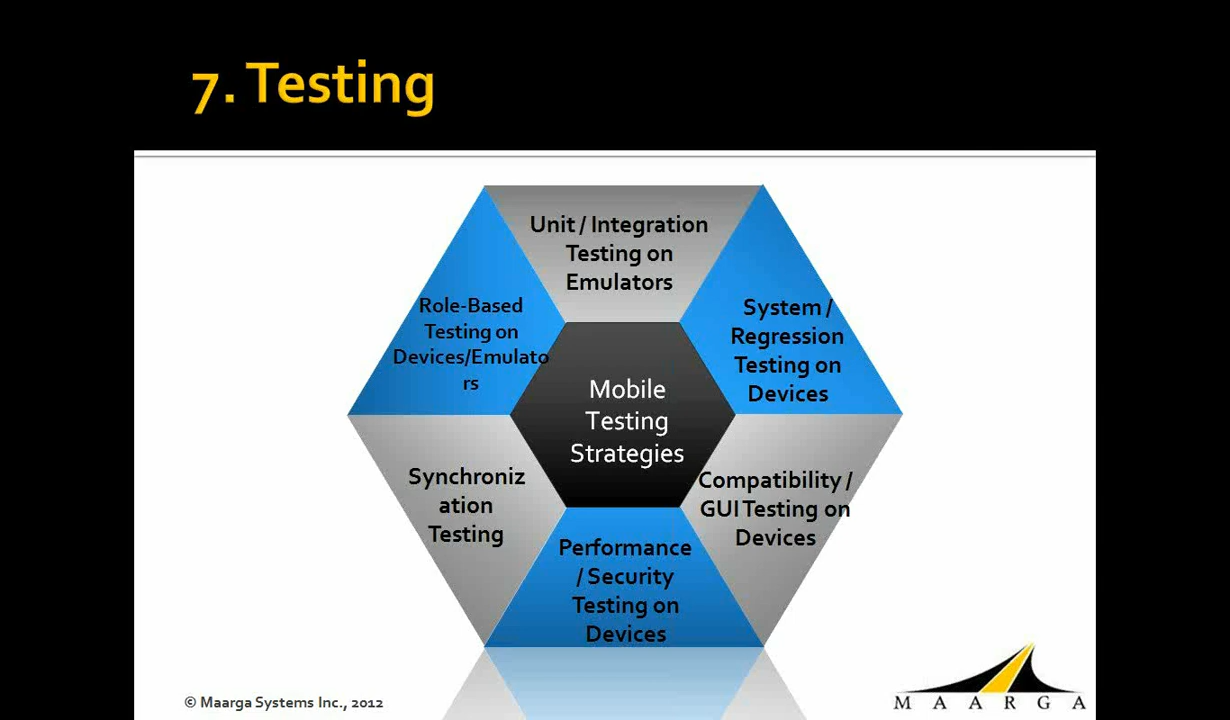 7. Testing
Unit / Integration
Testing on
Emulators
System /
Regression
Testing on
Devices
Compatibility /
GUI Testing on
Devices
Performance
/ Security
Testing on
Devices
Synchroniz
ation
Testing
Role-Based
Testing on
Devices/Emulato
rs
Mobile
Testing
Strategies
© Maarga Systems Inc., 2012
MAARGA